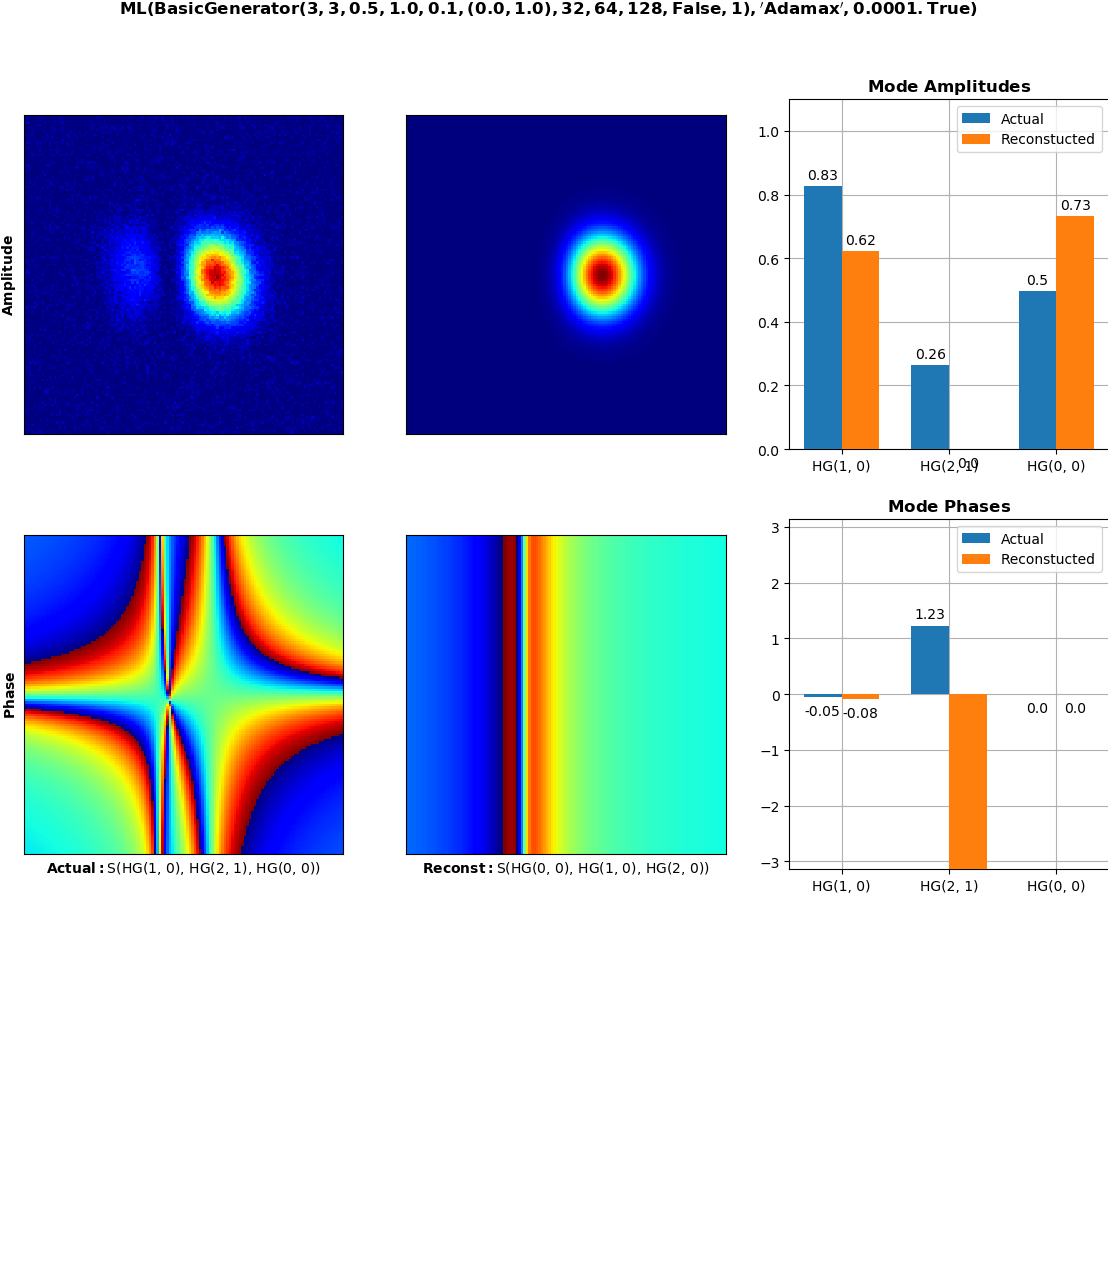 ML(BasicGenerator(3, 3, 0.5, 1.0, 0.1, (0.0, 1.0), 32, 64, 128, False, 1), 'Adamax', 0.0001. True)
Amplitude
Mode Amplitudes
Actual
Reconstucted
1.0
0.8
0.6
0.4
0.2
0.0
0.83
0.62
0.26
0.0
0.5
0.73
HG(1, 0)
HG(2, 1)
HG(0, 0)
Phase
Actual: S(HG(1, 0), HG(2, 1), HG(0, 0))
Reconst: S(HG(0, 0), HG(1, 0), HG(2, 0))
Mode Phases
Actual
Reconstucted
3
2
1
0
−1
−2
−3
-0.05
-0.08
1.23
0.0
0.0
HG(1, 0)
HG(2, 1)
HG(0, 0)